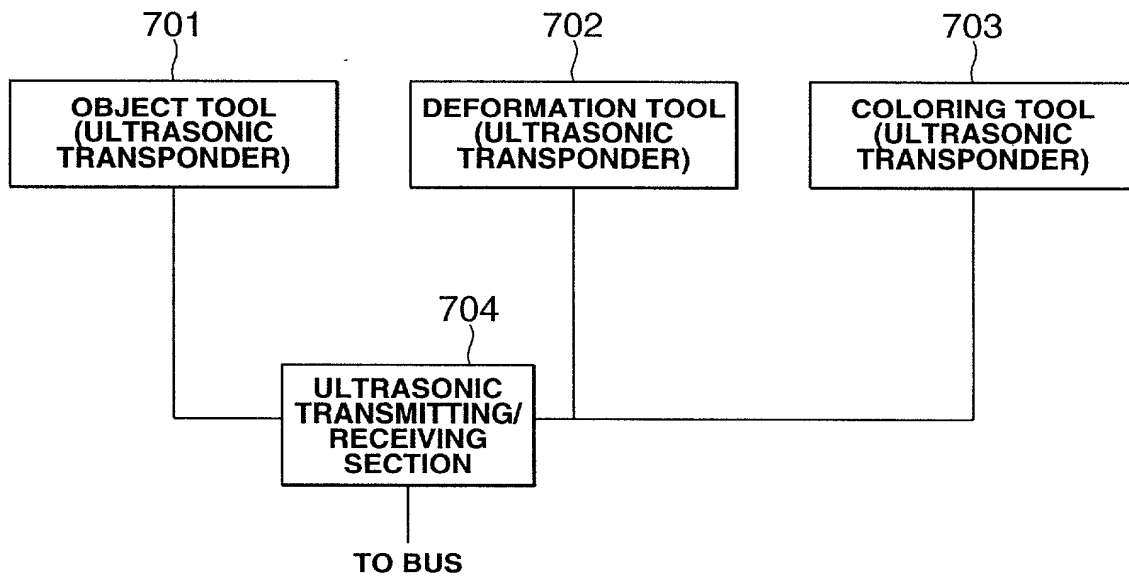 701
702
703
OBJECT TOOL
(ULTRASONIC
TRANSPONDER)
DEFORMATION TOOL
(ULTRASONIC
TRANSPONDER)
COLORING TOOL
(ULTRASONIC
TRANSPONDER)
704
ULTRASONIC
TRANSMITTING/
RECEIVING
SECTION
TO BUS